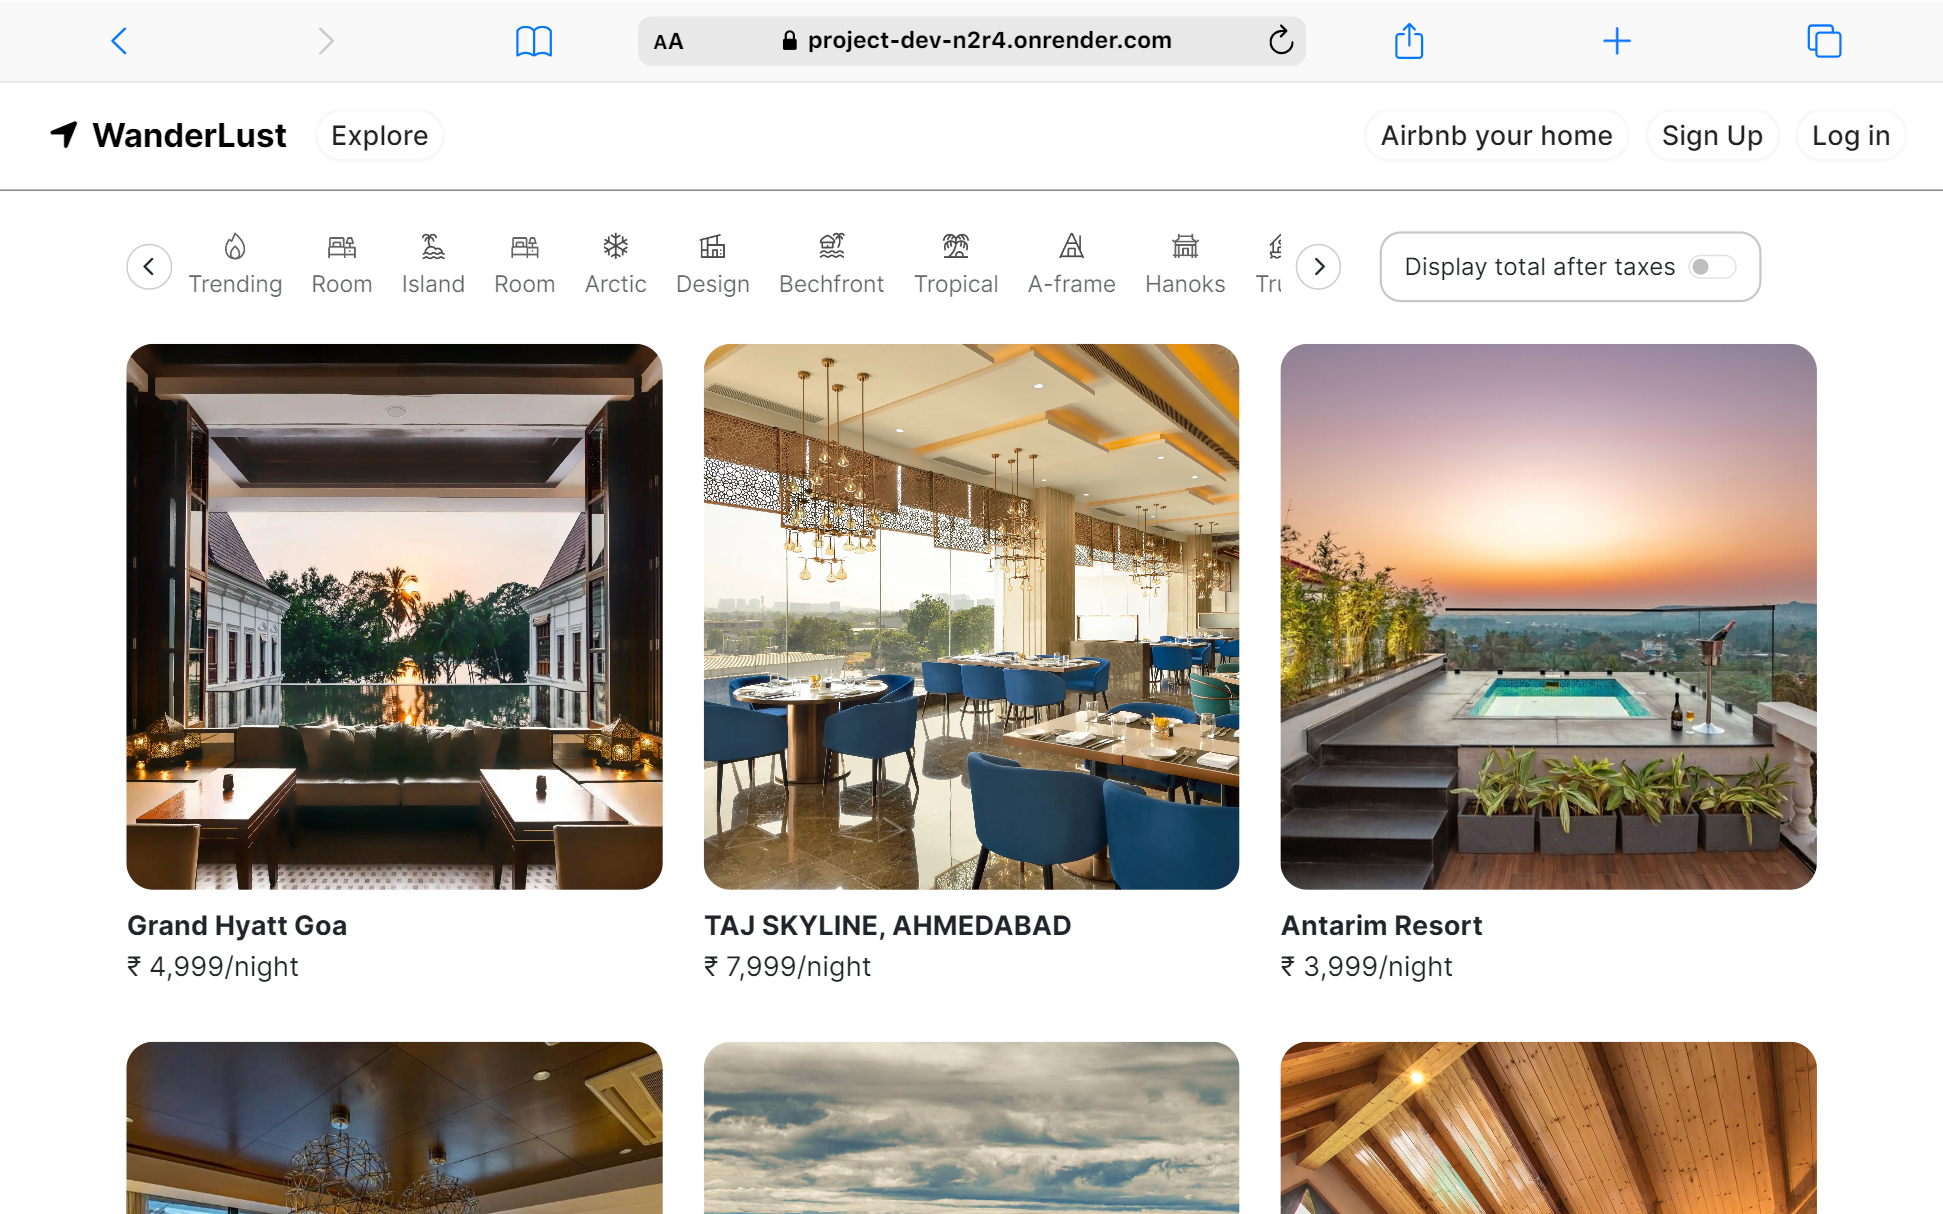 AA project-dev-n2r4.onrender.com
WanderLust Explore Airbnb your home Sign Up Log in
Trending Room Island Room Arctic Design Bechfront Tropical A-frame Hanoks Display total after taxes
Grand Hyatt Goa TAJ SKYLINE, AHMEDABAD Antarim Resort
₹ 4,999/night ₹ 7,999/night ₹ 3,999/night